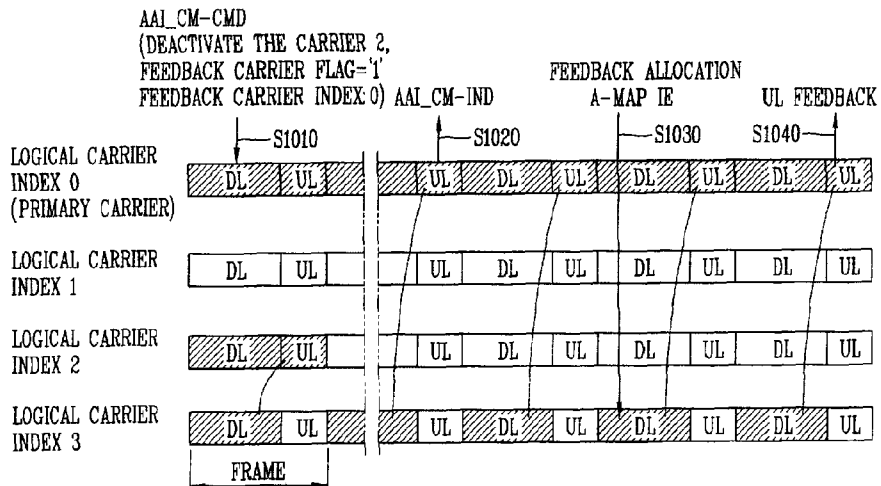 AAI_CM-CMD
(DEACTIVATE THE CARRIER 2,
FEEDBACK CARRIER FLAG='1'
FEEDBACK CARRIER INDEX:0)
AAI_CM-IND
FEEDBACK ALLOCATION
A-MAP IE
UL FEEDBACK
S1010
S1020
S1030
S1040
LOGICAL CARRIER
INDEX 0
(PRIMARY CARRIER)
DL UL UL DL UL DL UL DL UL
LOGICAL CARRIER
INDEX 1
DL UL UL DL UL DL UL DL UL
LOGICAL CARRIER
INDEX 2
DL UL UL DL UL DL UL DL UL
LOGICAL CARRIER
INDEX 3
DL UL UL DL UL DL UL DL UL
FRAME